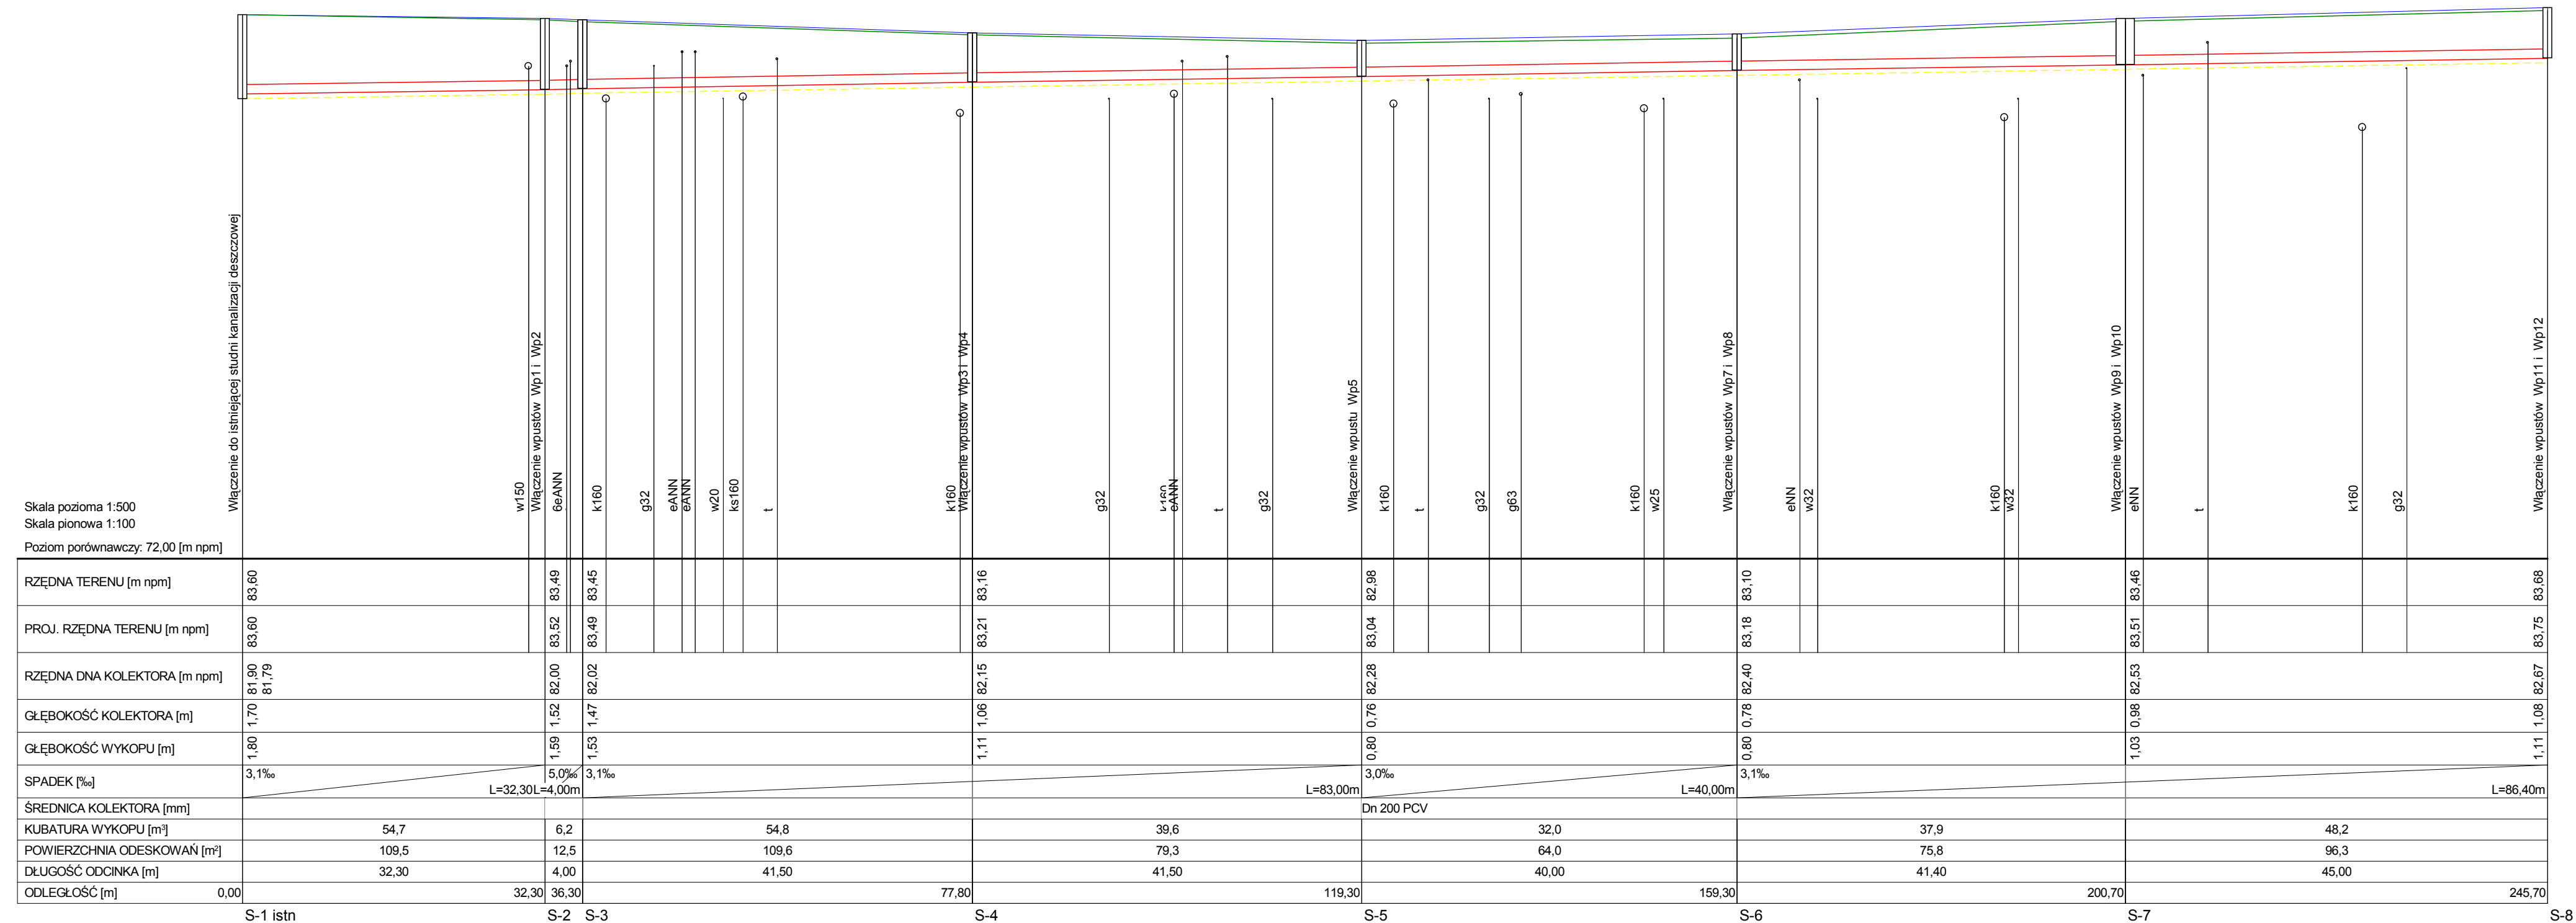 Włączenie do istniejącej studni kanalizacji deszczowej
w150
Włączenie wpustów Wp1 i Wp2
6eANN
k160
g32
eANN
eANN
w20
ks160
t
k160
Włączenie wpustów Wp3 i Wp4
g32
k160
eANN
t
g32
Włączenie wpustu Wp5
k160
t
g32
g63
k160
w25
Włączenie wpustów Wp7 i Wp8
eNN
w32
k160
w32
Włączenie wpustów Wp9 i Wp10
eNN
t
k160
g32
Włączenie wpustów Wp11 i Wp12
Skala pozioma 1:500
Skala pionowa 1:100
Poziom porównawczy: 72,00 [m npm]
RZĘDNA TERENU [m npm] 83,60 83,49 83,45 83,16 82,98 83,10 83,46 83,68
PROJ. RZĘDNA TERENU [m npm] 83,60 83,52 83,49 83,21 83,04 83,18 83,51 83,75
RZĘDNA DNA KOLEKTORA [m npm] 81,90 81,79 82,00 82,02 82,15 82,28 82,40 82,53 82,67
GŁĘBOKOŚĆ KOLEKTORA [m] 1,70 1,52 1,47 1,06 0,76 0,78 0,98 1,08
GŁĘBOKOŚĆ WYKOPU [m] 1,80 1,59 1,53 1,11 0,80 0,80 1,03 1,11
SPADEK [‰] 3,1‰ 5,0‰ 3,1‰ 3,0‰ 3,1‰
L=32,30 L=4,00m L=83,00m L=40,00m L=86,40m
ŚREDNICA KOLEKTORA [mm] Dn 200 PCV
KUBATURA WYKOPU [m³] 54,7 6,2 54,8 39,6 32,0 37,9 48,2
POWIERZCHNIA ODESKOWAŃ [m²] 109,5 12,5 109,6 79,3 64,0 75,8 96,3
DŁUGOŚĆ ODCINKA [m] 32,30 4,00 41,50 41,50 40,00 41,40 45,00
ODLEGŁOŚĆ [m] 0,00 32,30 36,30 77,80 119,30 159,30 200,70 245,70
S-1 istn S-2 S-3 S-4 S-5 S-6 S-7 S-8